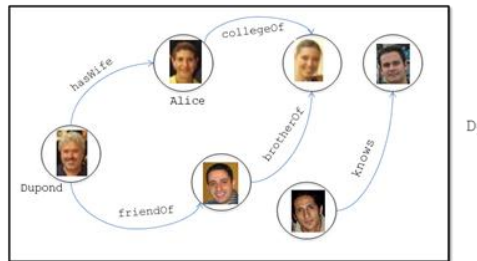 collegeOf
hasWife
Alice
brotherOf
knows
Dupond
friendOf
D